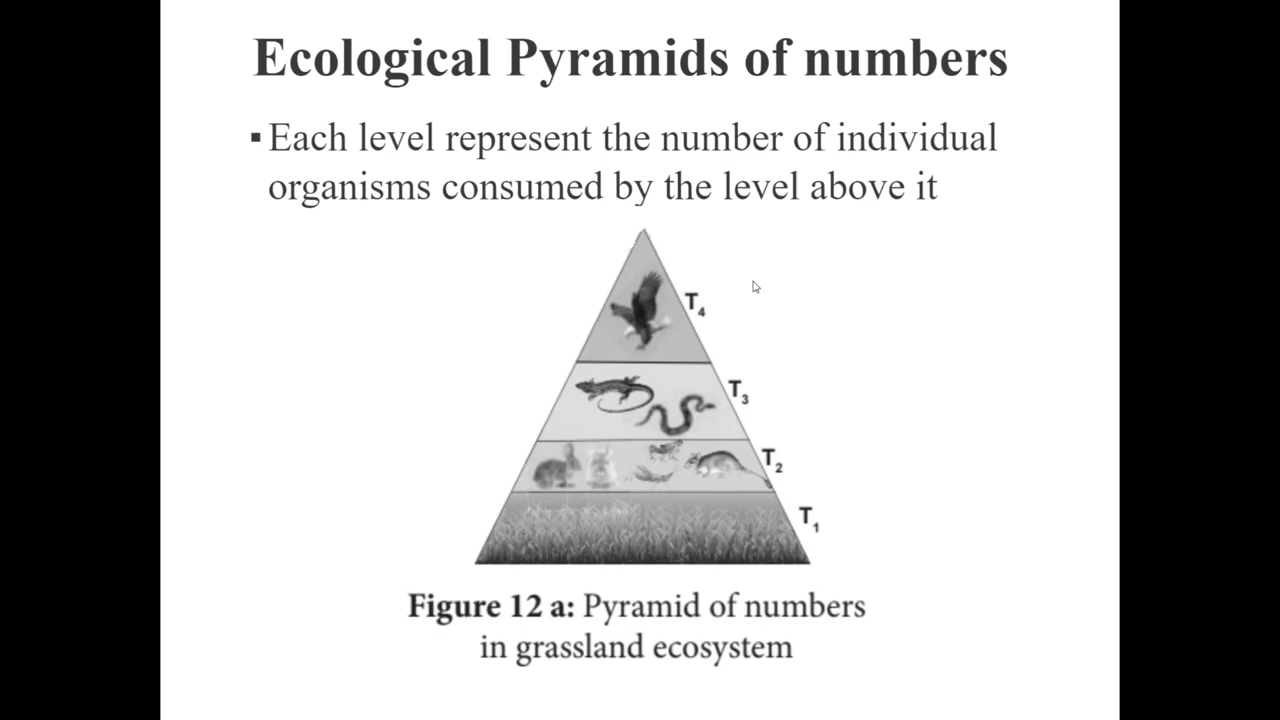 Ecological Pyramids of numbers
▪ Each level represent the number of individual
organisms consumed by the level above it
T4
T3
T2
T1
Figure 12 a: Pyramid of numbers
in grassland ecosystem